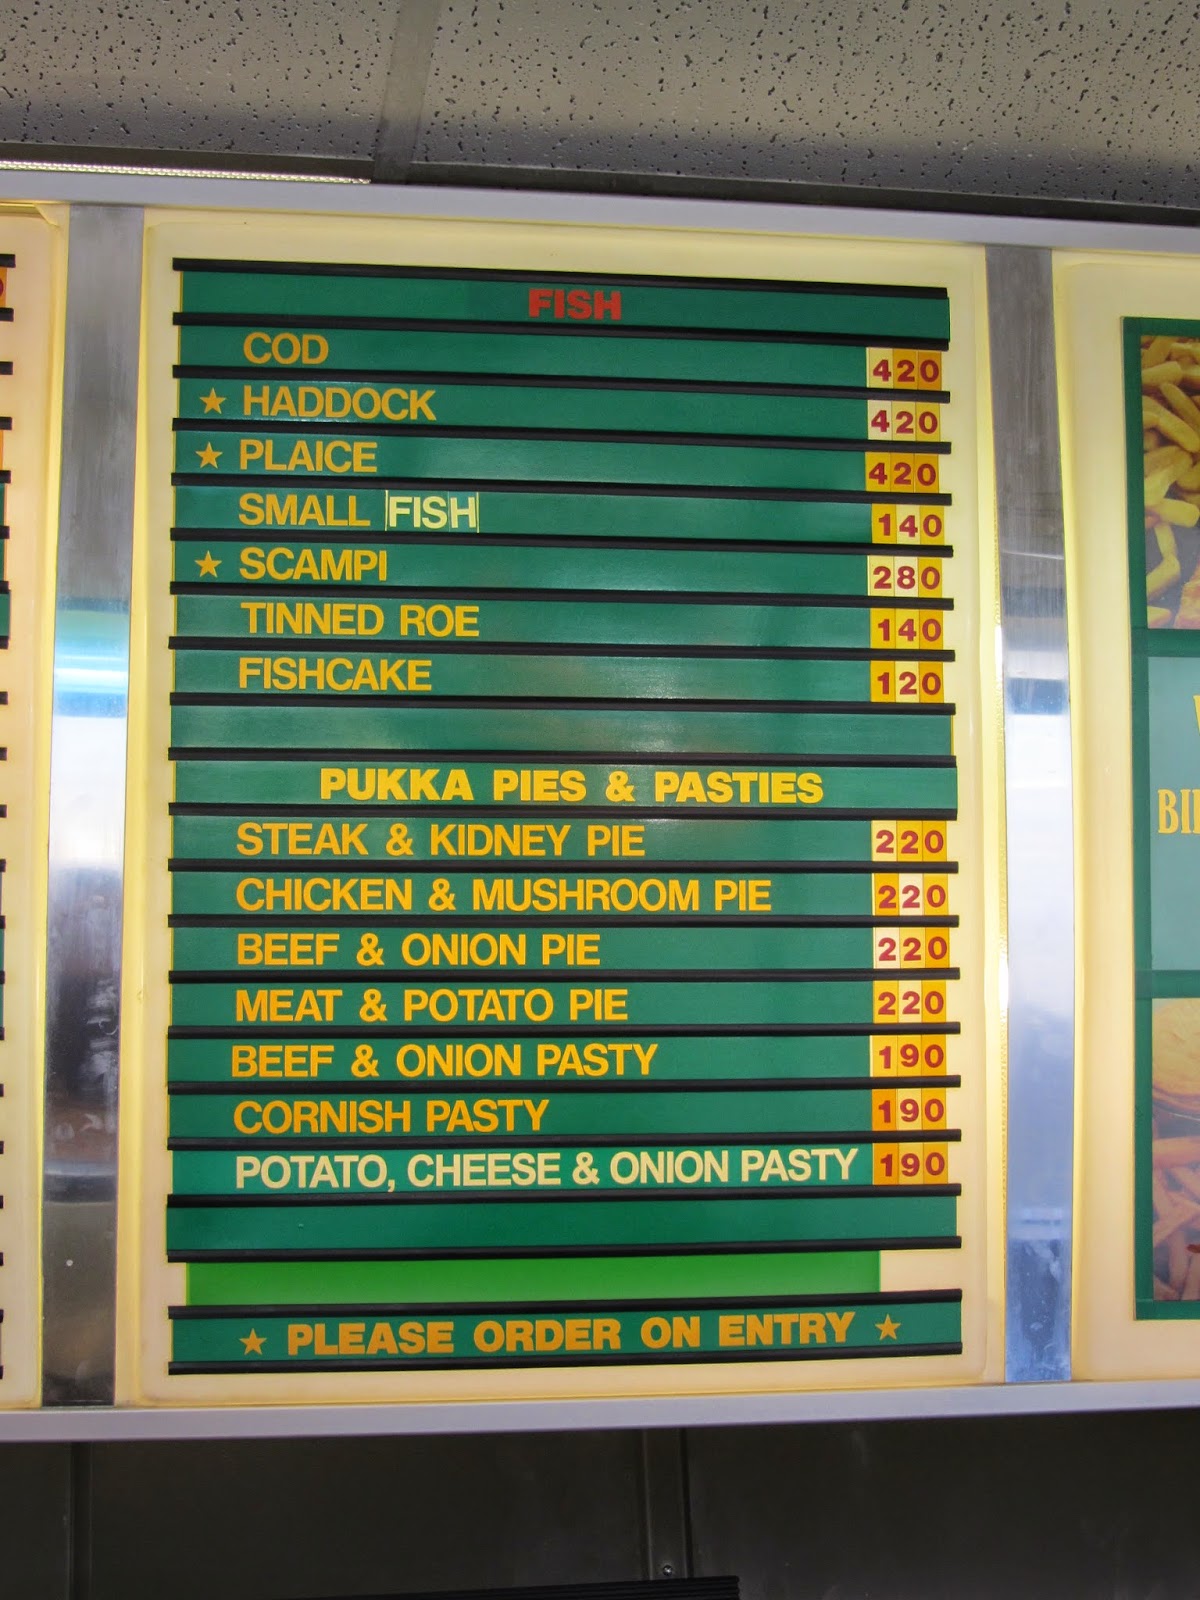 FISH
COD 420
★ HADDOCK 420
★ PLAICE 420
SMALL FISH 140
★ SCAMPI 280
TINNED ROE 140
FISHCAKE 120
PUKKA PIES & PASTIES
STEAK & KIDNEY PIE 220
CHICKEN & MUSHROOM PIE 220
BEEF & ONION PIE 220
MEAT & POTATO PIE 220
BEEF & ONION PASTY 190
CORNISH PASTY 190
POTATO, CHEESE & ONION PASTY 190
★ PLEASE ORDER ON ENTRY ★